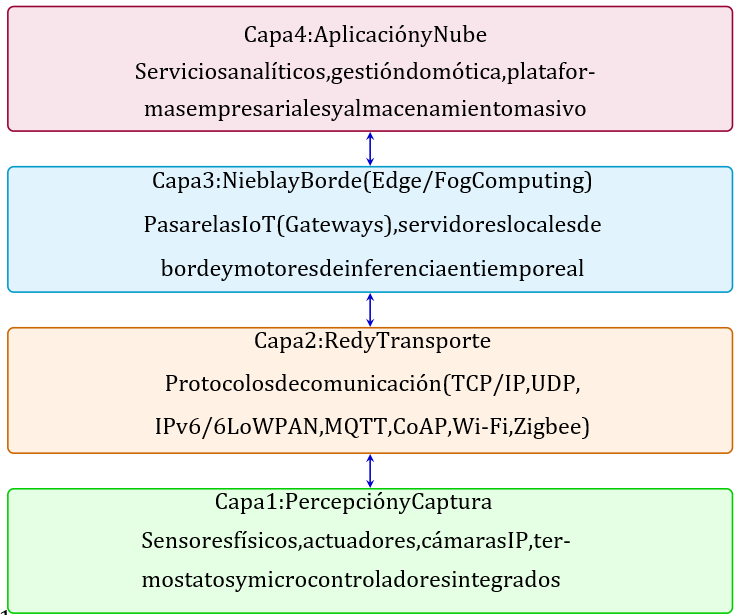 Capa4:AplicaciónyNube
Serviciosanalíticos,gestióndomótica,platafor-
masempresarialesyalmacenamientomasivo
Capa3:NieblayBorde(Edge/FogComputing)
PasarelasIoT(Gateways),servidoreslocalesde
bordeymotoresdeinferenciaentiemporeal
Capa2:RedyTransporte
Protocolosdecomunicación(TCP/IP,UDP,
IPv6/6LoWPAN,MQTT,CoAP,Wi-Fi,Zigbee)
Capa1:PercepciónyCaptura
Sensoresfísicos,actuadores,cámarasIP,ter-
mostatosymicrocontroladoresintegrados